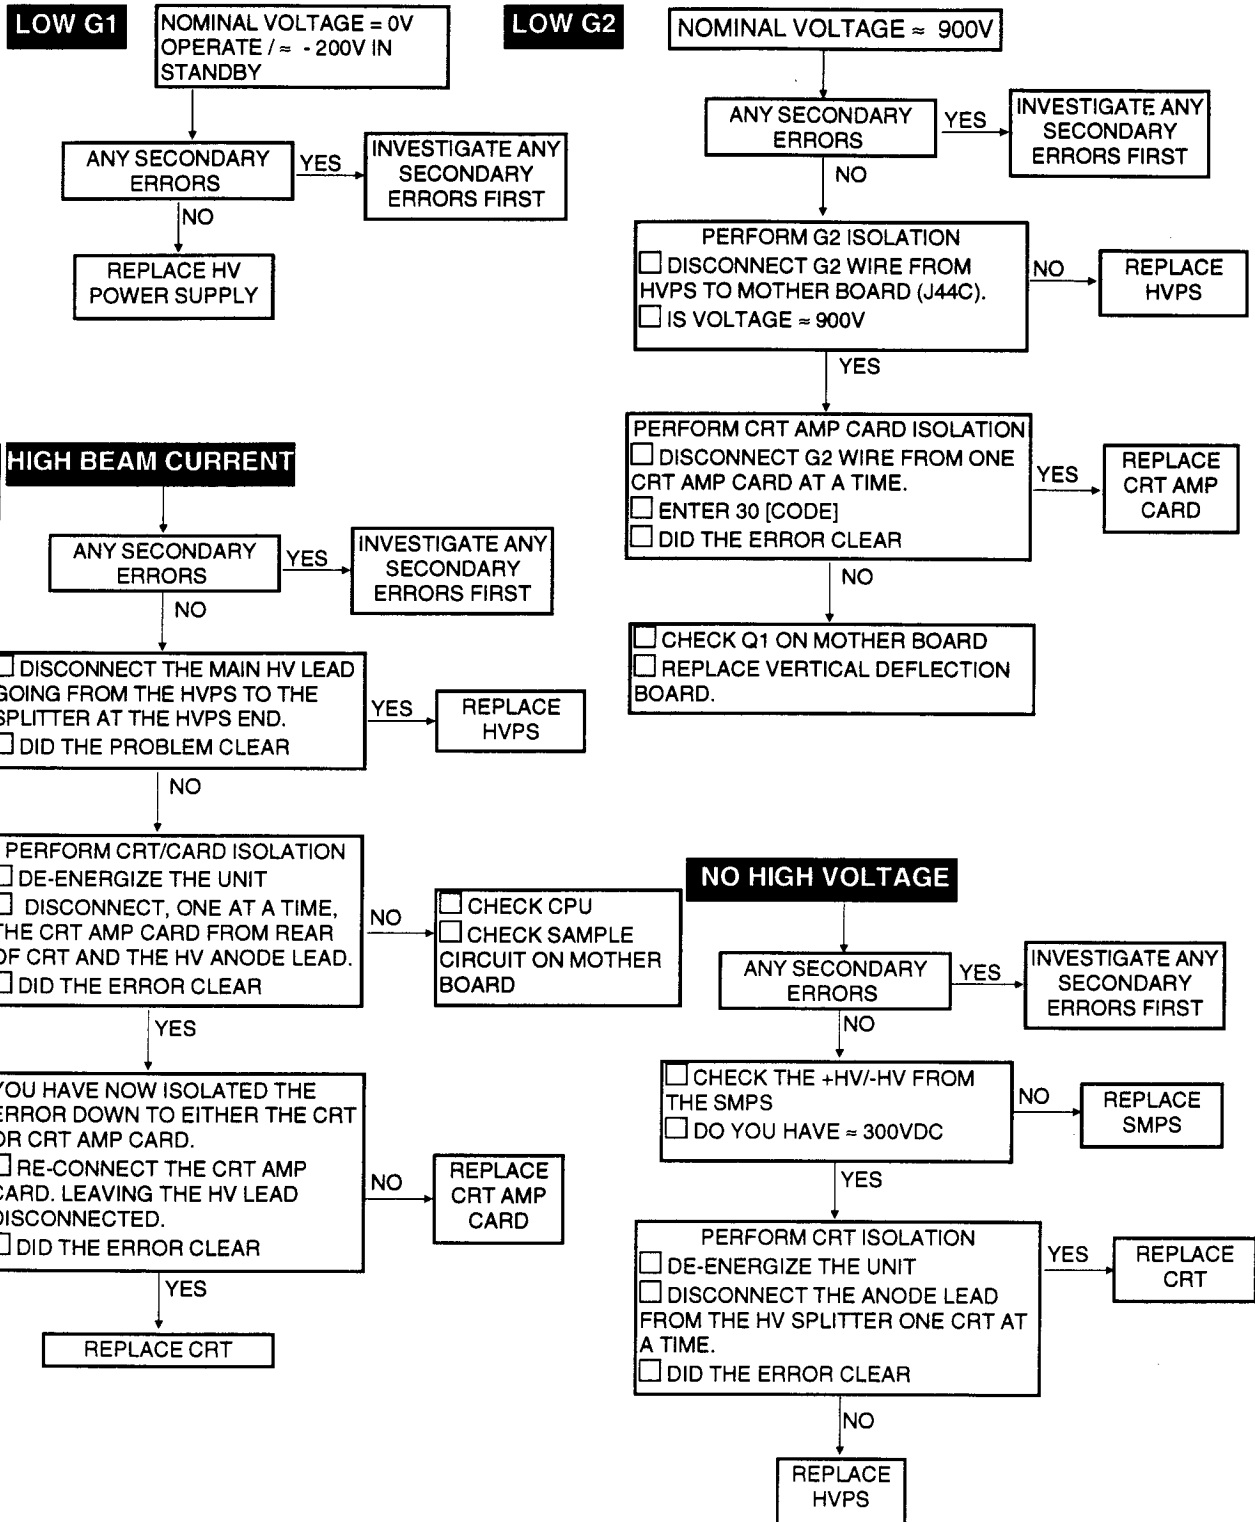 LOW G1
NOMINAL VOLTAGE = 0V
OPERATE / ≈ - 200V IN
STANDBY
ANY SECONDARY
ERRORS
YES
INVESTIGATE ANY
SECONDARY
ERRORS FIRST
NO
REPLACE HV
POWER SUPPLY
LOW G2
NOMINAL VOLTAGE ≈ 900V
ANY SECONDARY
ERRORS
YES
INVESTIGATE ANY
SECONDARY
ERRORS FIRST
NO
PERFORM G2 ISOLATION
☐ DISCONNECT G2 WIRE FROM
HVPS TO MOTHER BOARD (J44C).
☐ IS VOLTAGE ≈ 900V
NO
REPLACE
HVPS
YES
PERFORM CRT AMP CARD ISOLATION
☐ DISCONNECT G2 WIRE FROM ONE
CRT AMP CARD AT A TIME.
☐ ENTER 30 [CODE]
☐ DID THE ERROR CLEAR
YES
REPLACE
CRT AMP
CARD
NO
☐ CHECK Q1 ON MOTHER BOARD
☐ REPLACE VERTICAL DEFLECTION
BOARD.
HIGH BEAM CURRENT
ANY SECONDARY
ERRORS
YES
INVESTIGATE ANY
SECONDARY
ERRORS FIRST
NO
☐ DISCONNECT THE MAIN HV LEAD
GOING FROM THE HVPS TO THE
SPLITTER AT THE HVPS END.
☐ DID THE PROBLEM CLEAR
YES
REPLACE
HVPS
NO
PERFORM CRT/CARD ISOLATION
☐ DE-ENERGIZE THE UNIT
☐ DISCONNECT, ONE AT A TIME,
THE CRT AMP CARD FROM REAR
OF CRT AND THE HV ANODE LEAD.
☐ DID THE ERROR CLEAR
NO
☐ CHECK CPU
☐ CHECK SAMPLE
CIRCUIT ON MOTHER
BOARD
YES
YOU HAVE NOW ISOLATED THE
ERROR DOWN TO EITHER THE CRT
OR CRT AMP CARD.
☐ RE-CONNECT THE CRT AMP
CARD. LEAVING THE HV LEAD
DISCONNECTED.
☐ DID THE ERROR CLEAR
NO
REPLACE
CRT AMP
CARD
YES
REPLACE CRT
NO HIGH VOLTAGE
ANY SECONDARY
ERRORS
YES
INVESTIGATE ANY
SECONDARY
ERRORS FIRST
NO
☐ CHECK THE +HV/-HV FROM
THE SMPS
☐ DO YOU HAVE ≈ 300VDC
NO
REPLACE
SMPS
YES
PERFORM CRT ISOLATION
☐ DE-ENERGIZE THE UNIT
☐ DISCONNECT THE ANODE LEAD
FROM THE HV SPLITTER ONE CRT AT
A TIME.
☐ DID THE ERROR CLEAR
YES
REPLACE
CRT
NO
REPLACE
HVPS